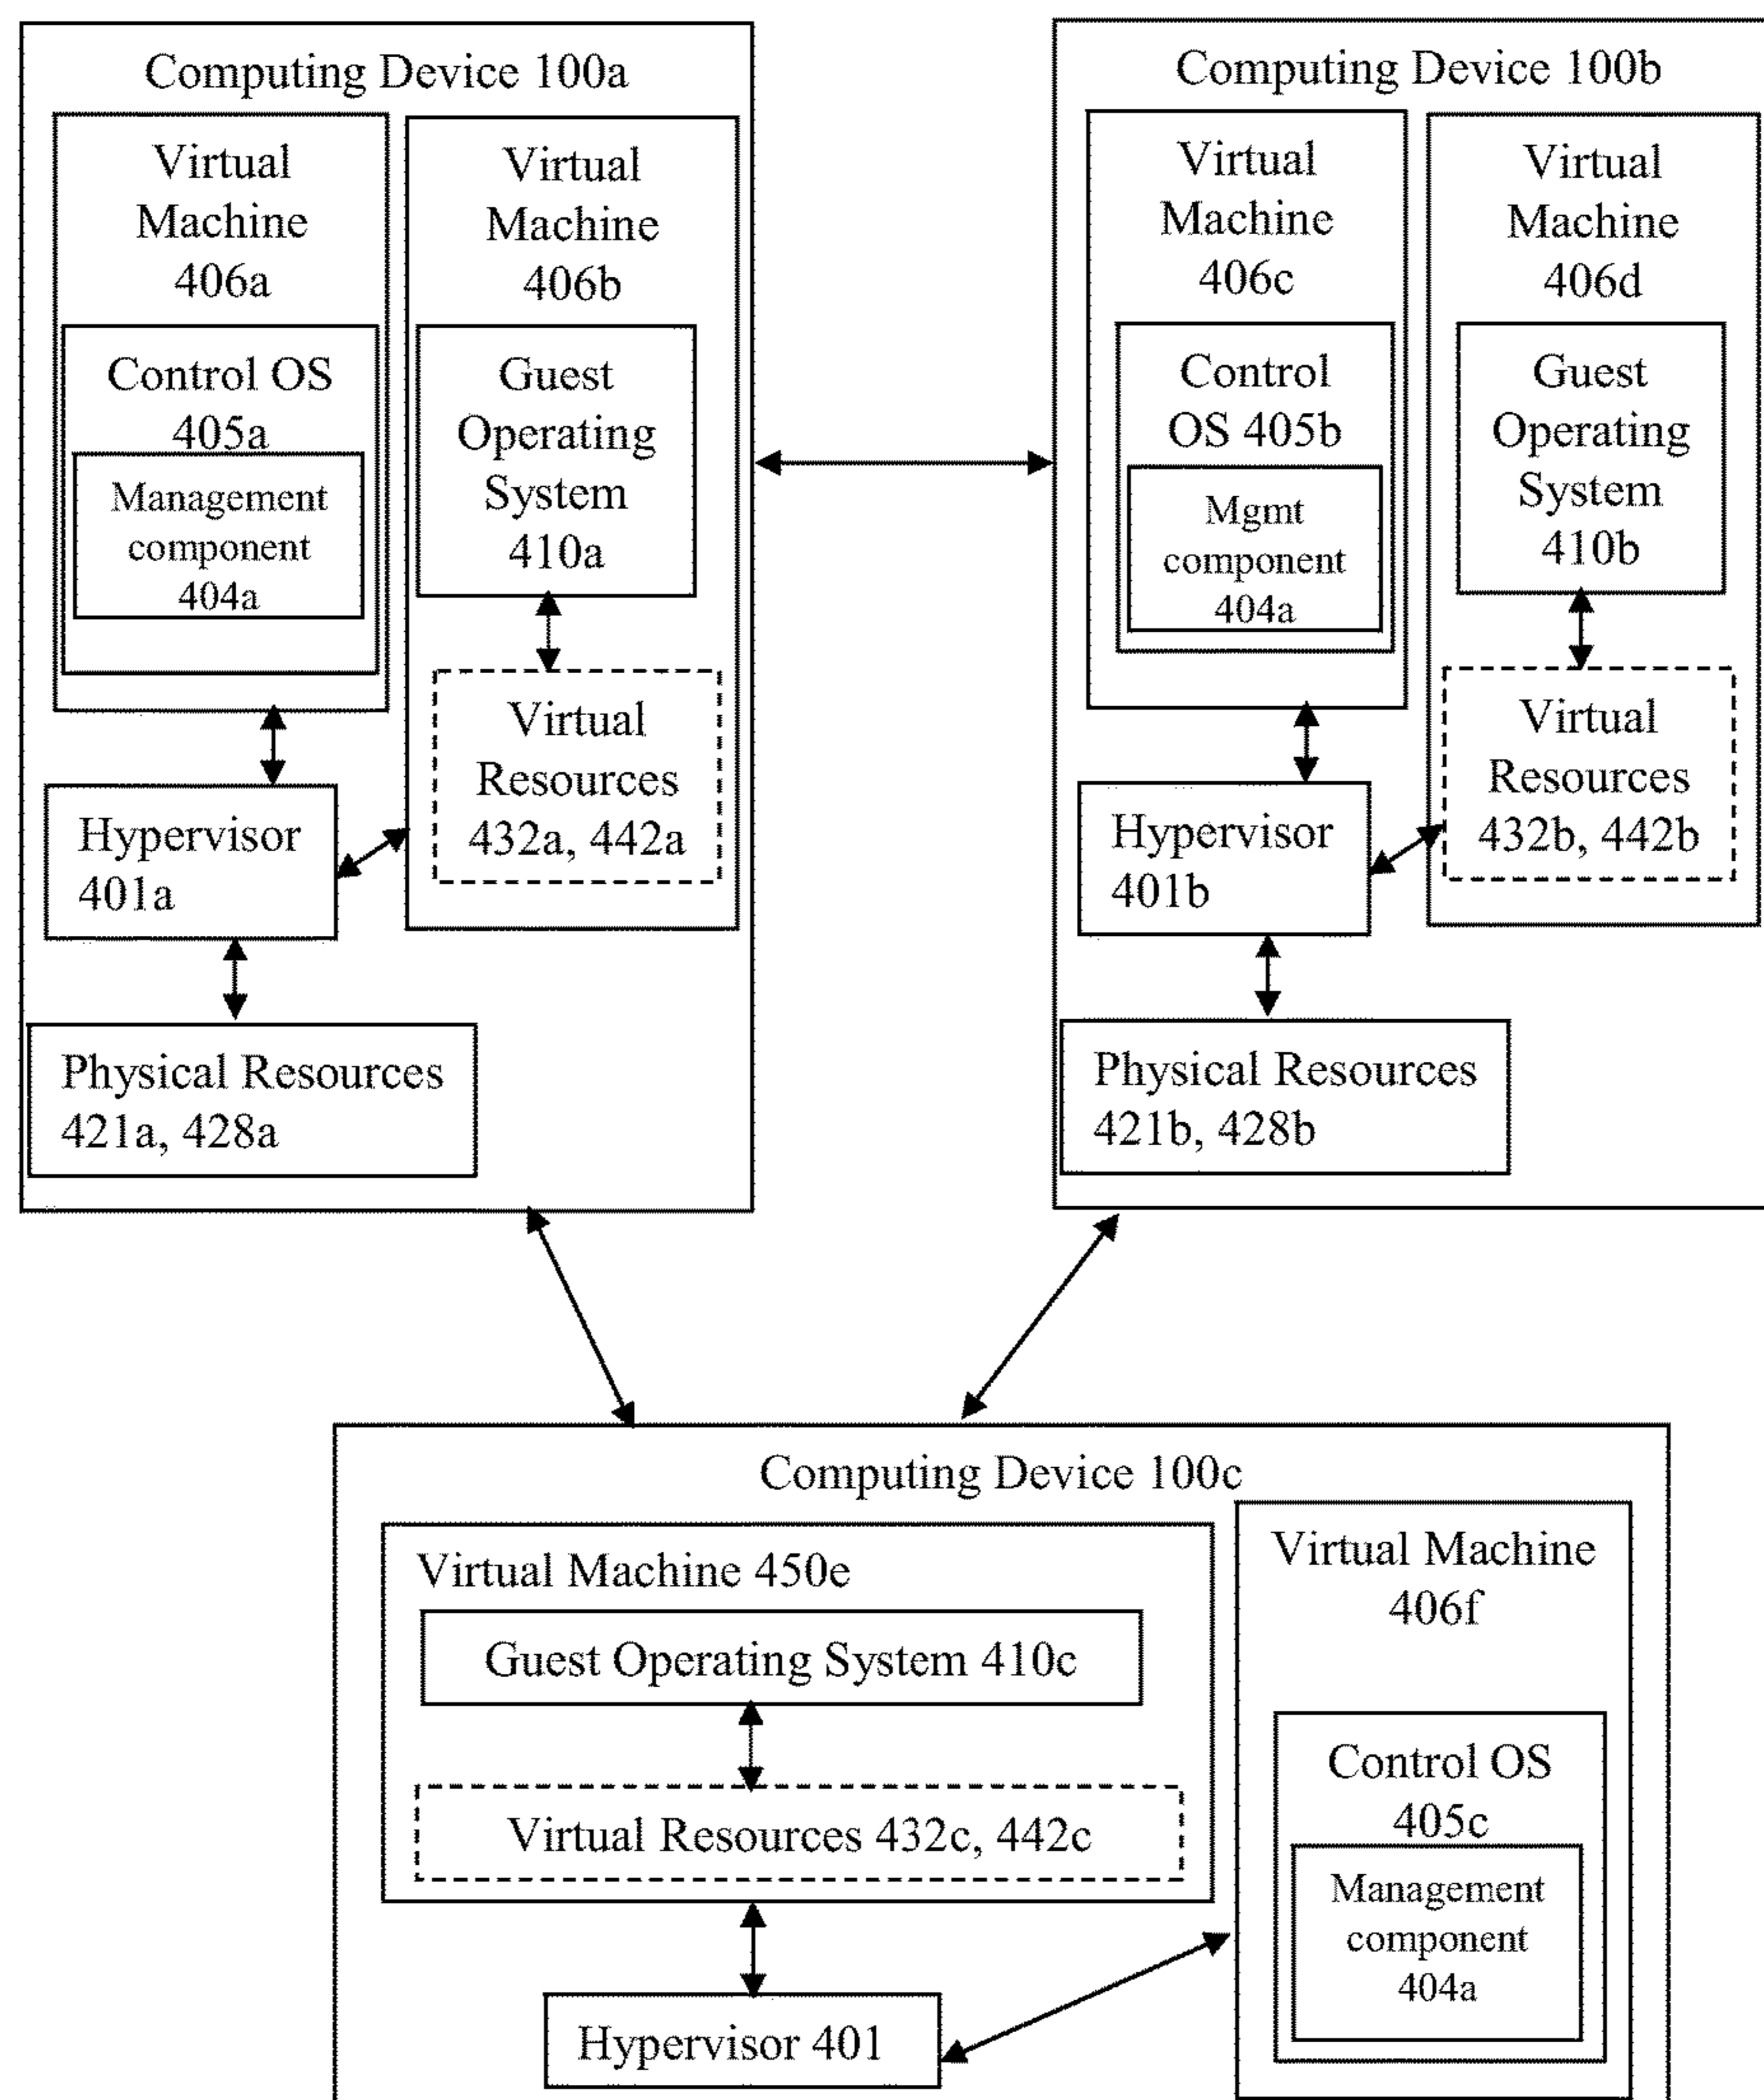 Computing Device 100a
Virtual
Machine
406a
Control OS
405a
Management
component
404a
Virtual
Machine
406b
Guest
Operating
System
410a
Virtual
Resources
432a, 442a
Hypervisor
401a
Physical Resources
421a, 428a
Computing Device 100b
Virtual
Machine
406c
Control
OS 405b
Mgmt
component
404a
Virtual
Machine
406d
Guest
Operating
System
410b
Virtual
Resources
432b, 442b
Hypervisor
401b
Physical Resources
421b, 428b
Computing Device 100c
Virtual Machine 450e
Guest Operating System 410c
Virtual Resources 432c, 442c
Hypervisor 401
Virtual Machine
406f
Control OS
405c
Management
component
404a